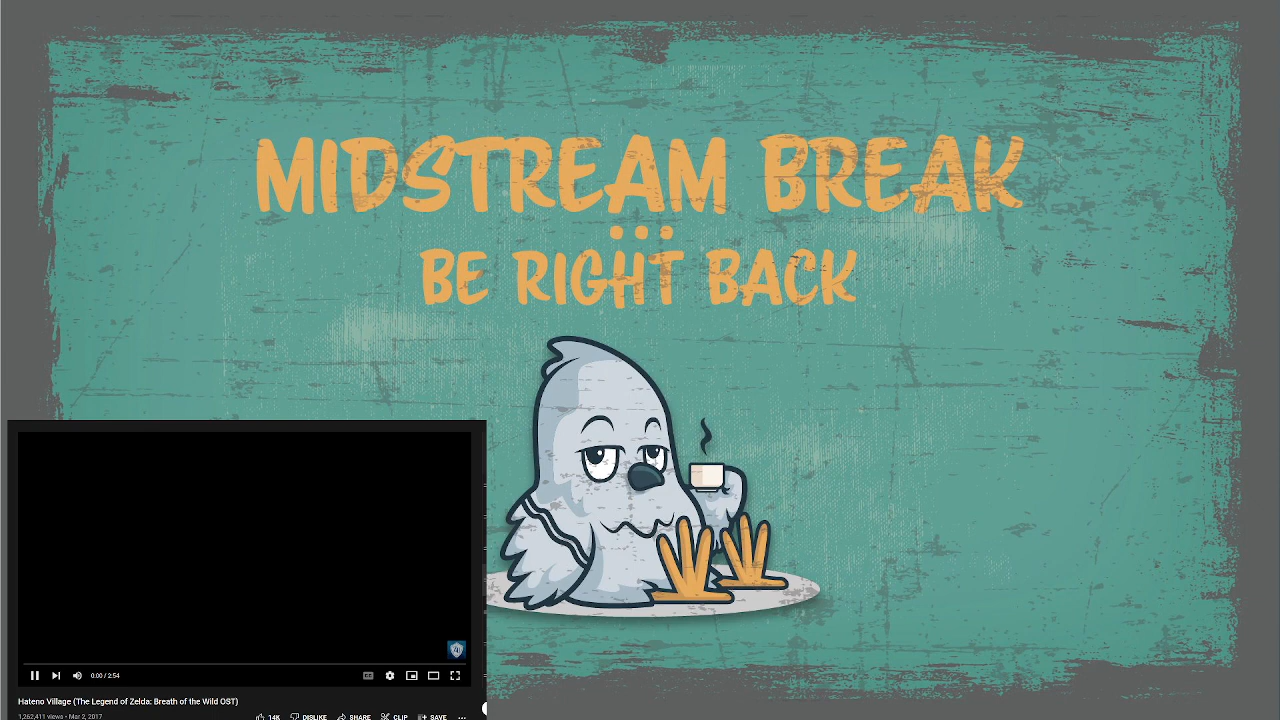 MIDSTREAM BREAK
...
BE RIGHT BACK
0:00 / 2:54
Hateno Village (The Legend of Zelda: Breath of the Wild OST)
1,262,411 views • Mar 2, 2017
14K DISLIKE SHARE CLIP SAVE ...